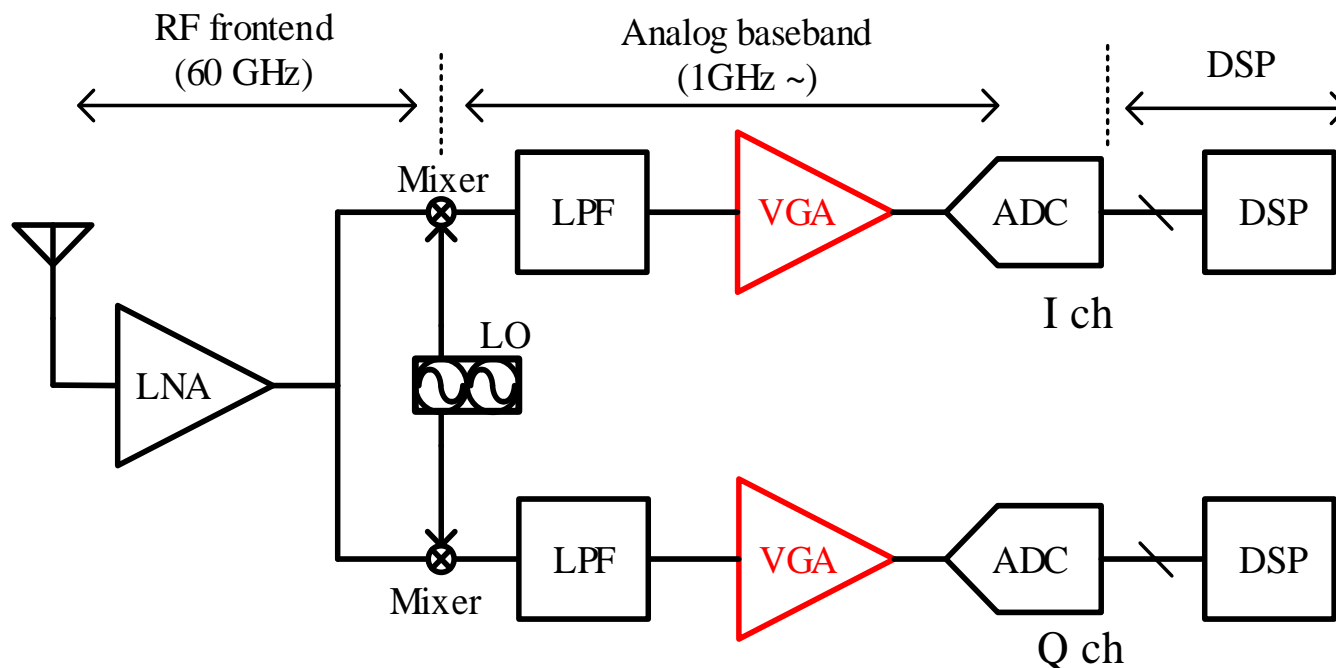 RF frontend
(60 GHz)
Analog baseband
(1GHz ~)
DSP
Mixer
LPF
VGA
ADC
DSP
I ch
LO
LNA
LPF
VGA
ADC
DSP
Mixer
Q ch